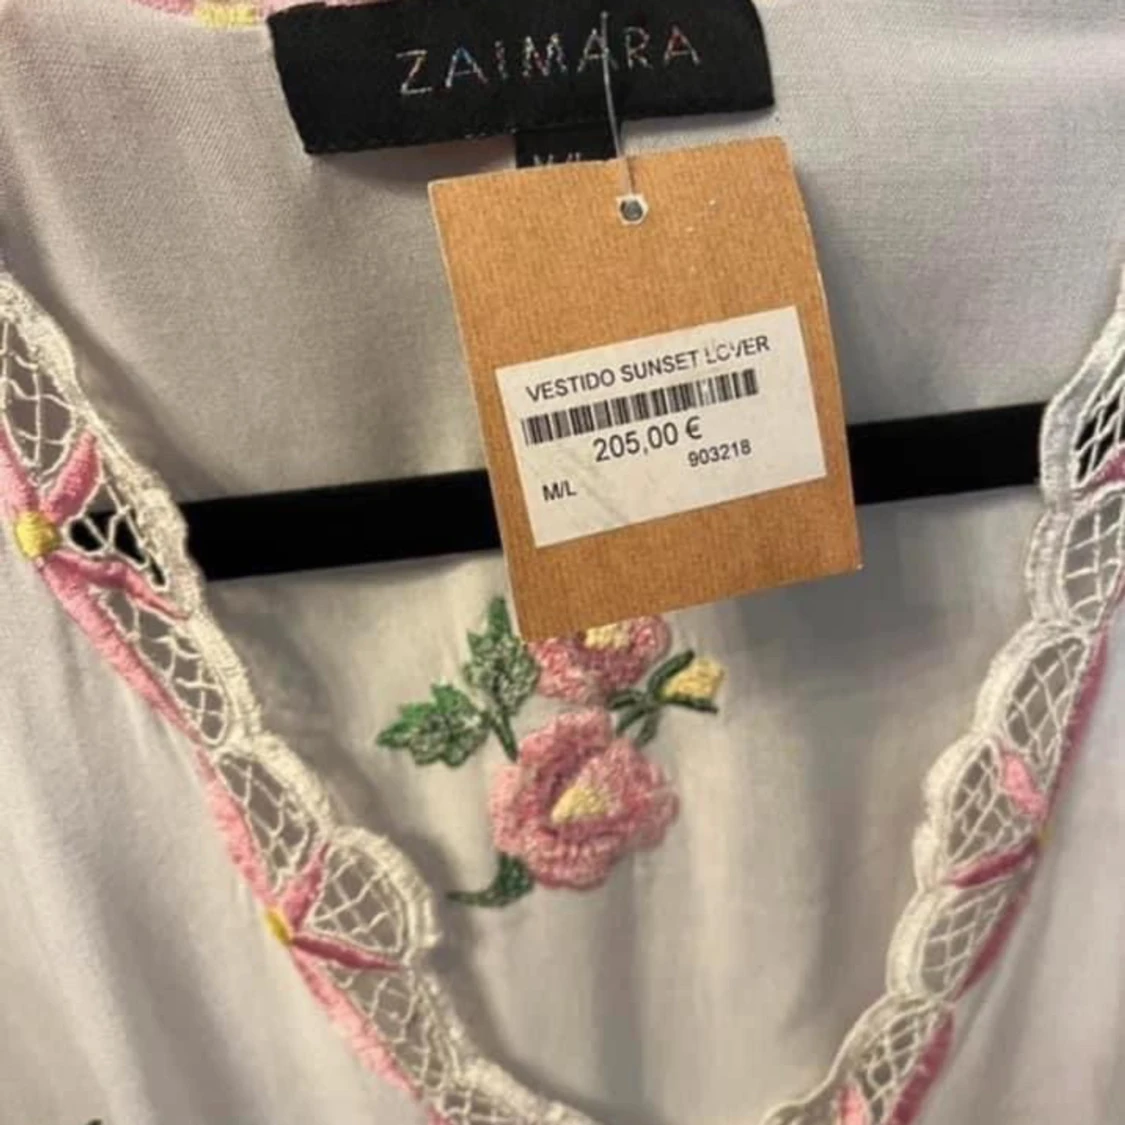 ZAIMARA
M/L
VESTIDO SUNSET LOVER
205,00 €
903218
M/L